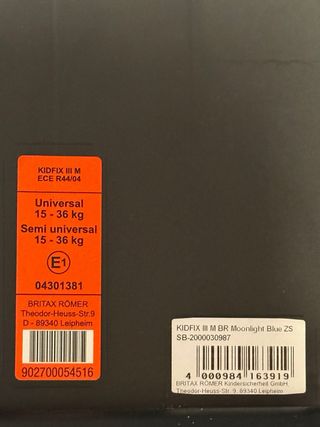 KIDFIX III M
ECE R44/04
Universal
15 - 36 kg
Semi universal
15 - 36 kg
E1
04301381
BRITAX RÖMER
Theodor-Heuss-Str.9
D - 89340 Leipheim
902700054516
KIDFIX III M BR Moonlight Blue ZS
SB-2000030987
4 000984 163919
BRITAX RÖMER Kindersicherheit GmbH,
Theodor-Heuss-Str. 9, 89340 Leipheim